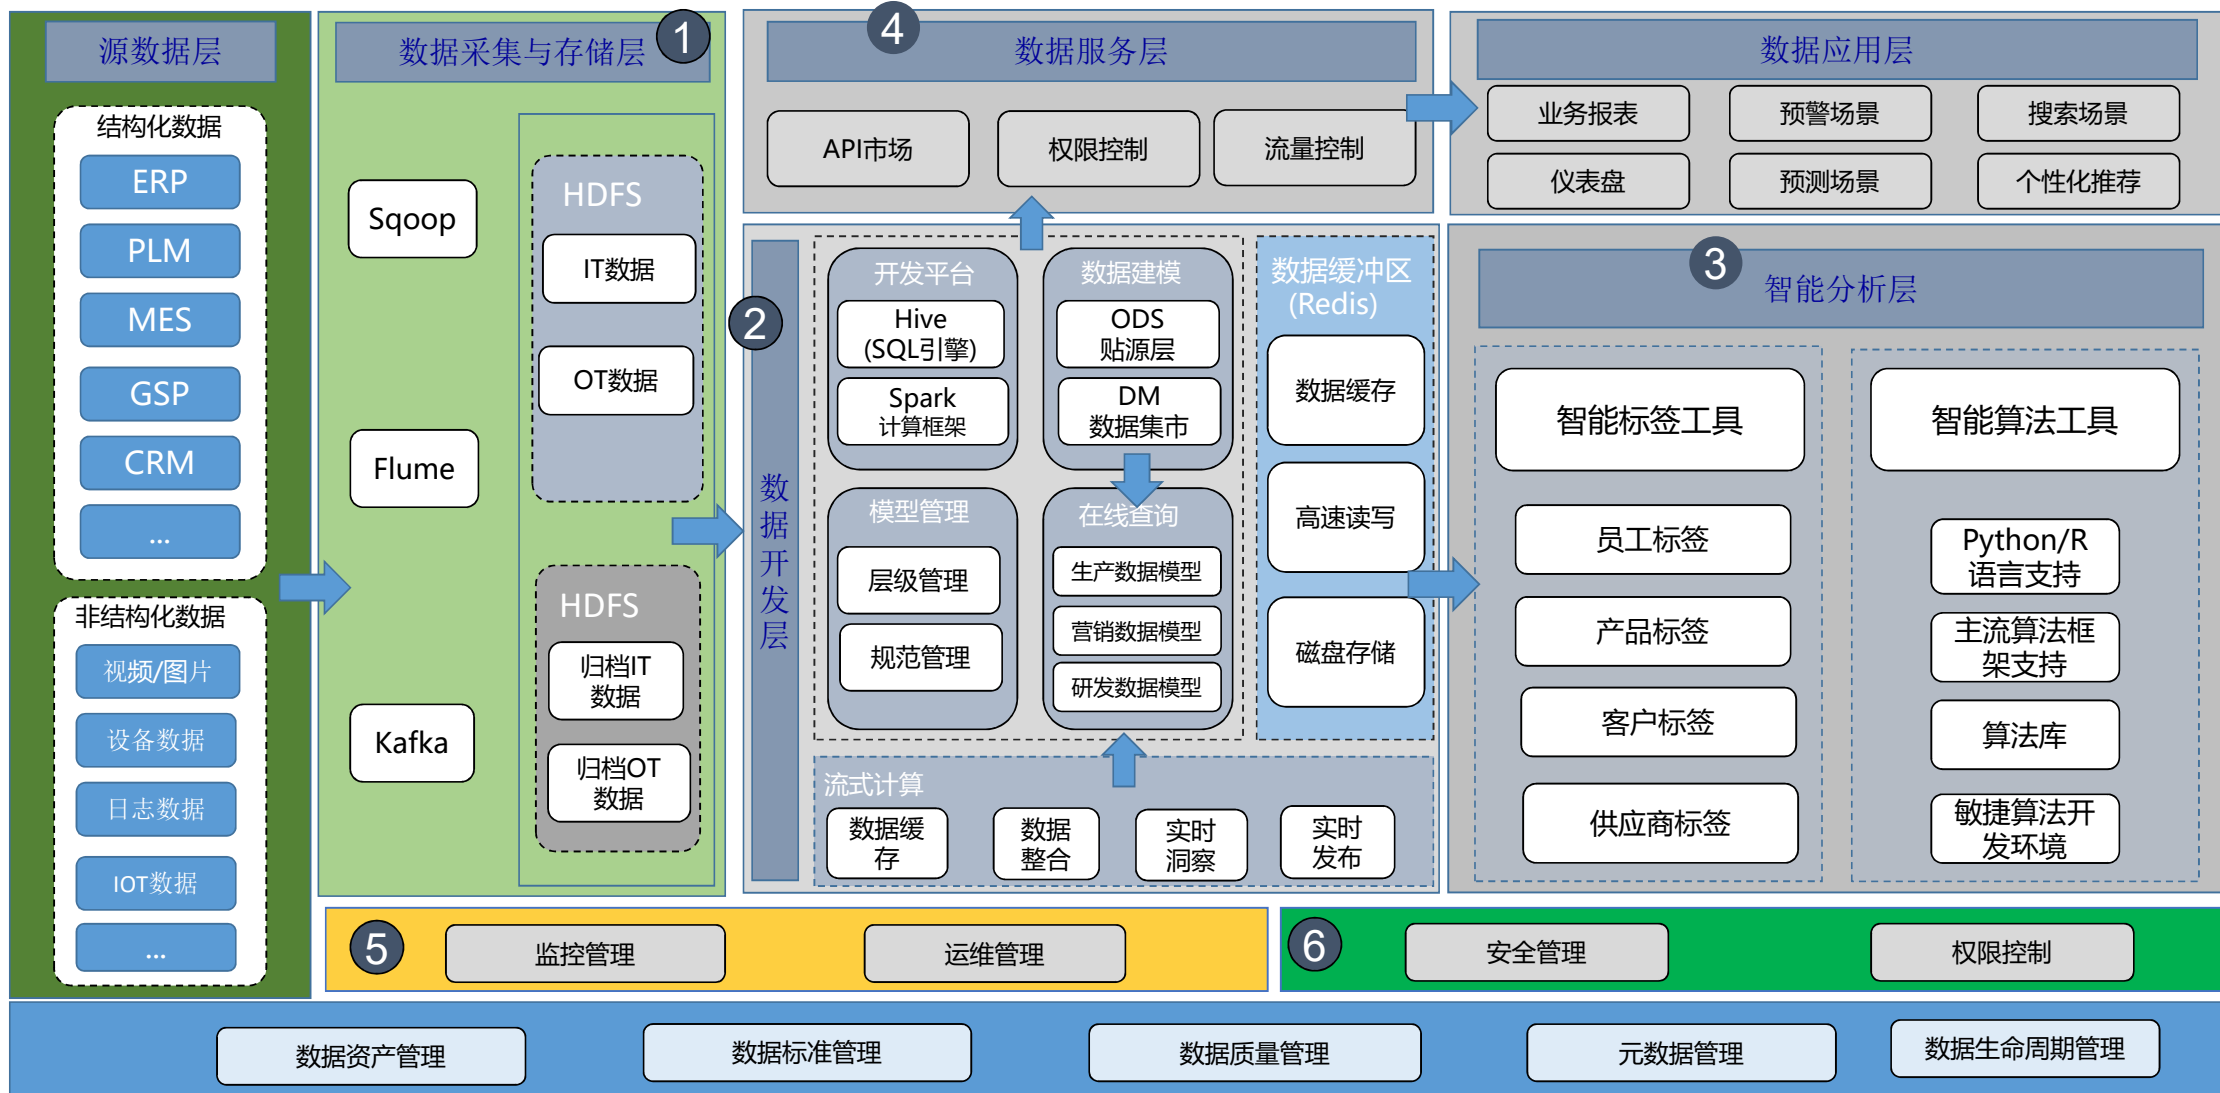 源数据层
结构化数据
ERP
PLM
MES
GSP
CRM
...
非结构化数据
视频/图片
设备数据
日志数据
IOT数据
...
数据采集与存储层
1
Sqoop
Flume
Kafka
HDFS
IT数据
OT数据
HDFS
归档IT
数据
归档OT
数据
4
数据服务层
API市场
权限控制
流量控制
数据应用层
业务报表
预警场景
搜索场景
仪表盘
预测场景
个性化推荐
2
数据开发层
开发平台
Hive
(SQL引擎)
Spark
计算框架
数据建模
ODS
贴源层
DM
数据集市
模型管理
层级管理
规范管理
在线查询
生产数据模型
营销数据模型
研发数据模型
数据缓冲区
(Redis)
数据缓存
高速读写
磁盘存储
流式计算
数据缓
存
数据
整合
实时
洞察
实时
发布
3
智能分析层
智能标签工具
员工标签
产品标签
客户标签
供应商标签
智能算法工具
Python/R
语言支持
主流算法框
架支持
算法库
敏捷算法开
发环境
5
监控管理
运维管理
6
安全管理
权限控制
数据资产管理
数据标准管理
数据质量管理
元数据管理
数据生命周期管理